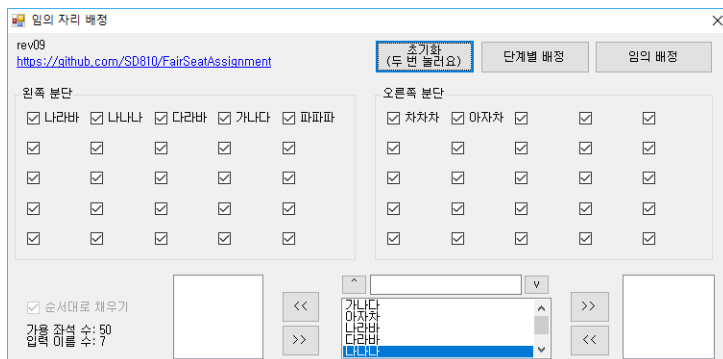 임의 자리 배정
rev09
https://github.com/SD810/FairSeatAssignment
초기화
(두 번 눌러요)
단계별 배정
임의 배정
왼쪽 분단
오른쪽 분단
나라바 나나나 다라바 가나다 파파파
차차차 아자차
^
v
순서대로 채우기
<<
>>
가나다
아자차
나라바
다라바
나나나
>>
<<
가용 좌석 수: 50
입력 이름 수: 7